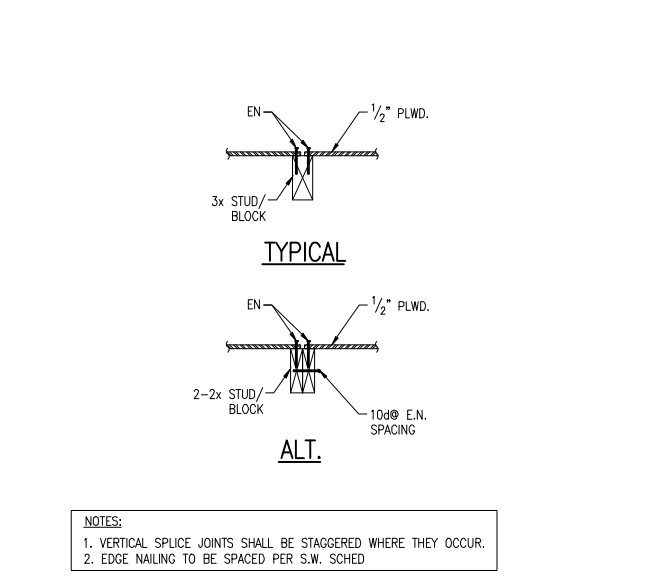 EN
1/2" PLWD.
3x STUD/
BLOCK
TYPICAL
EN
1/2" PLWD.
2-2x STUD/
BLOCK
10d@ E.N.
SPACING
ALT.
NOTES:
1. VERTICAL SPLICE JOINTS SHALL BE STAGGERED WHERE THEY OCCUR.
2. EDGE NAILING TO BE SPACED PER S.W. SCHED